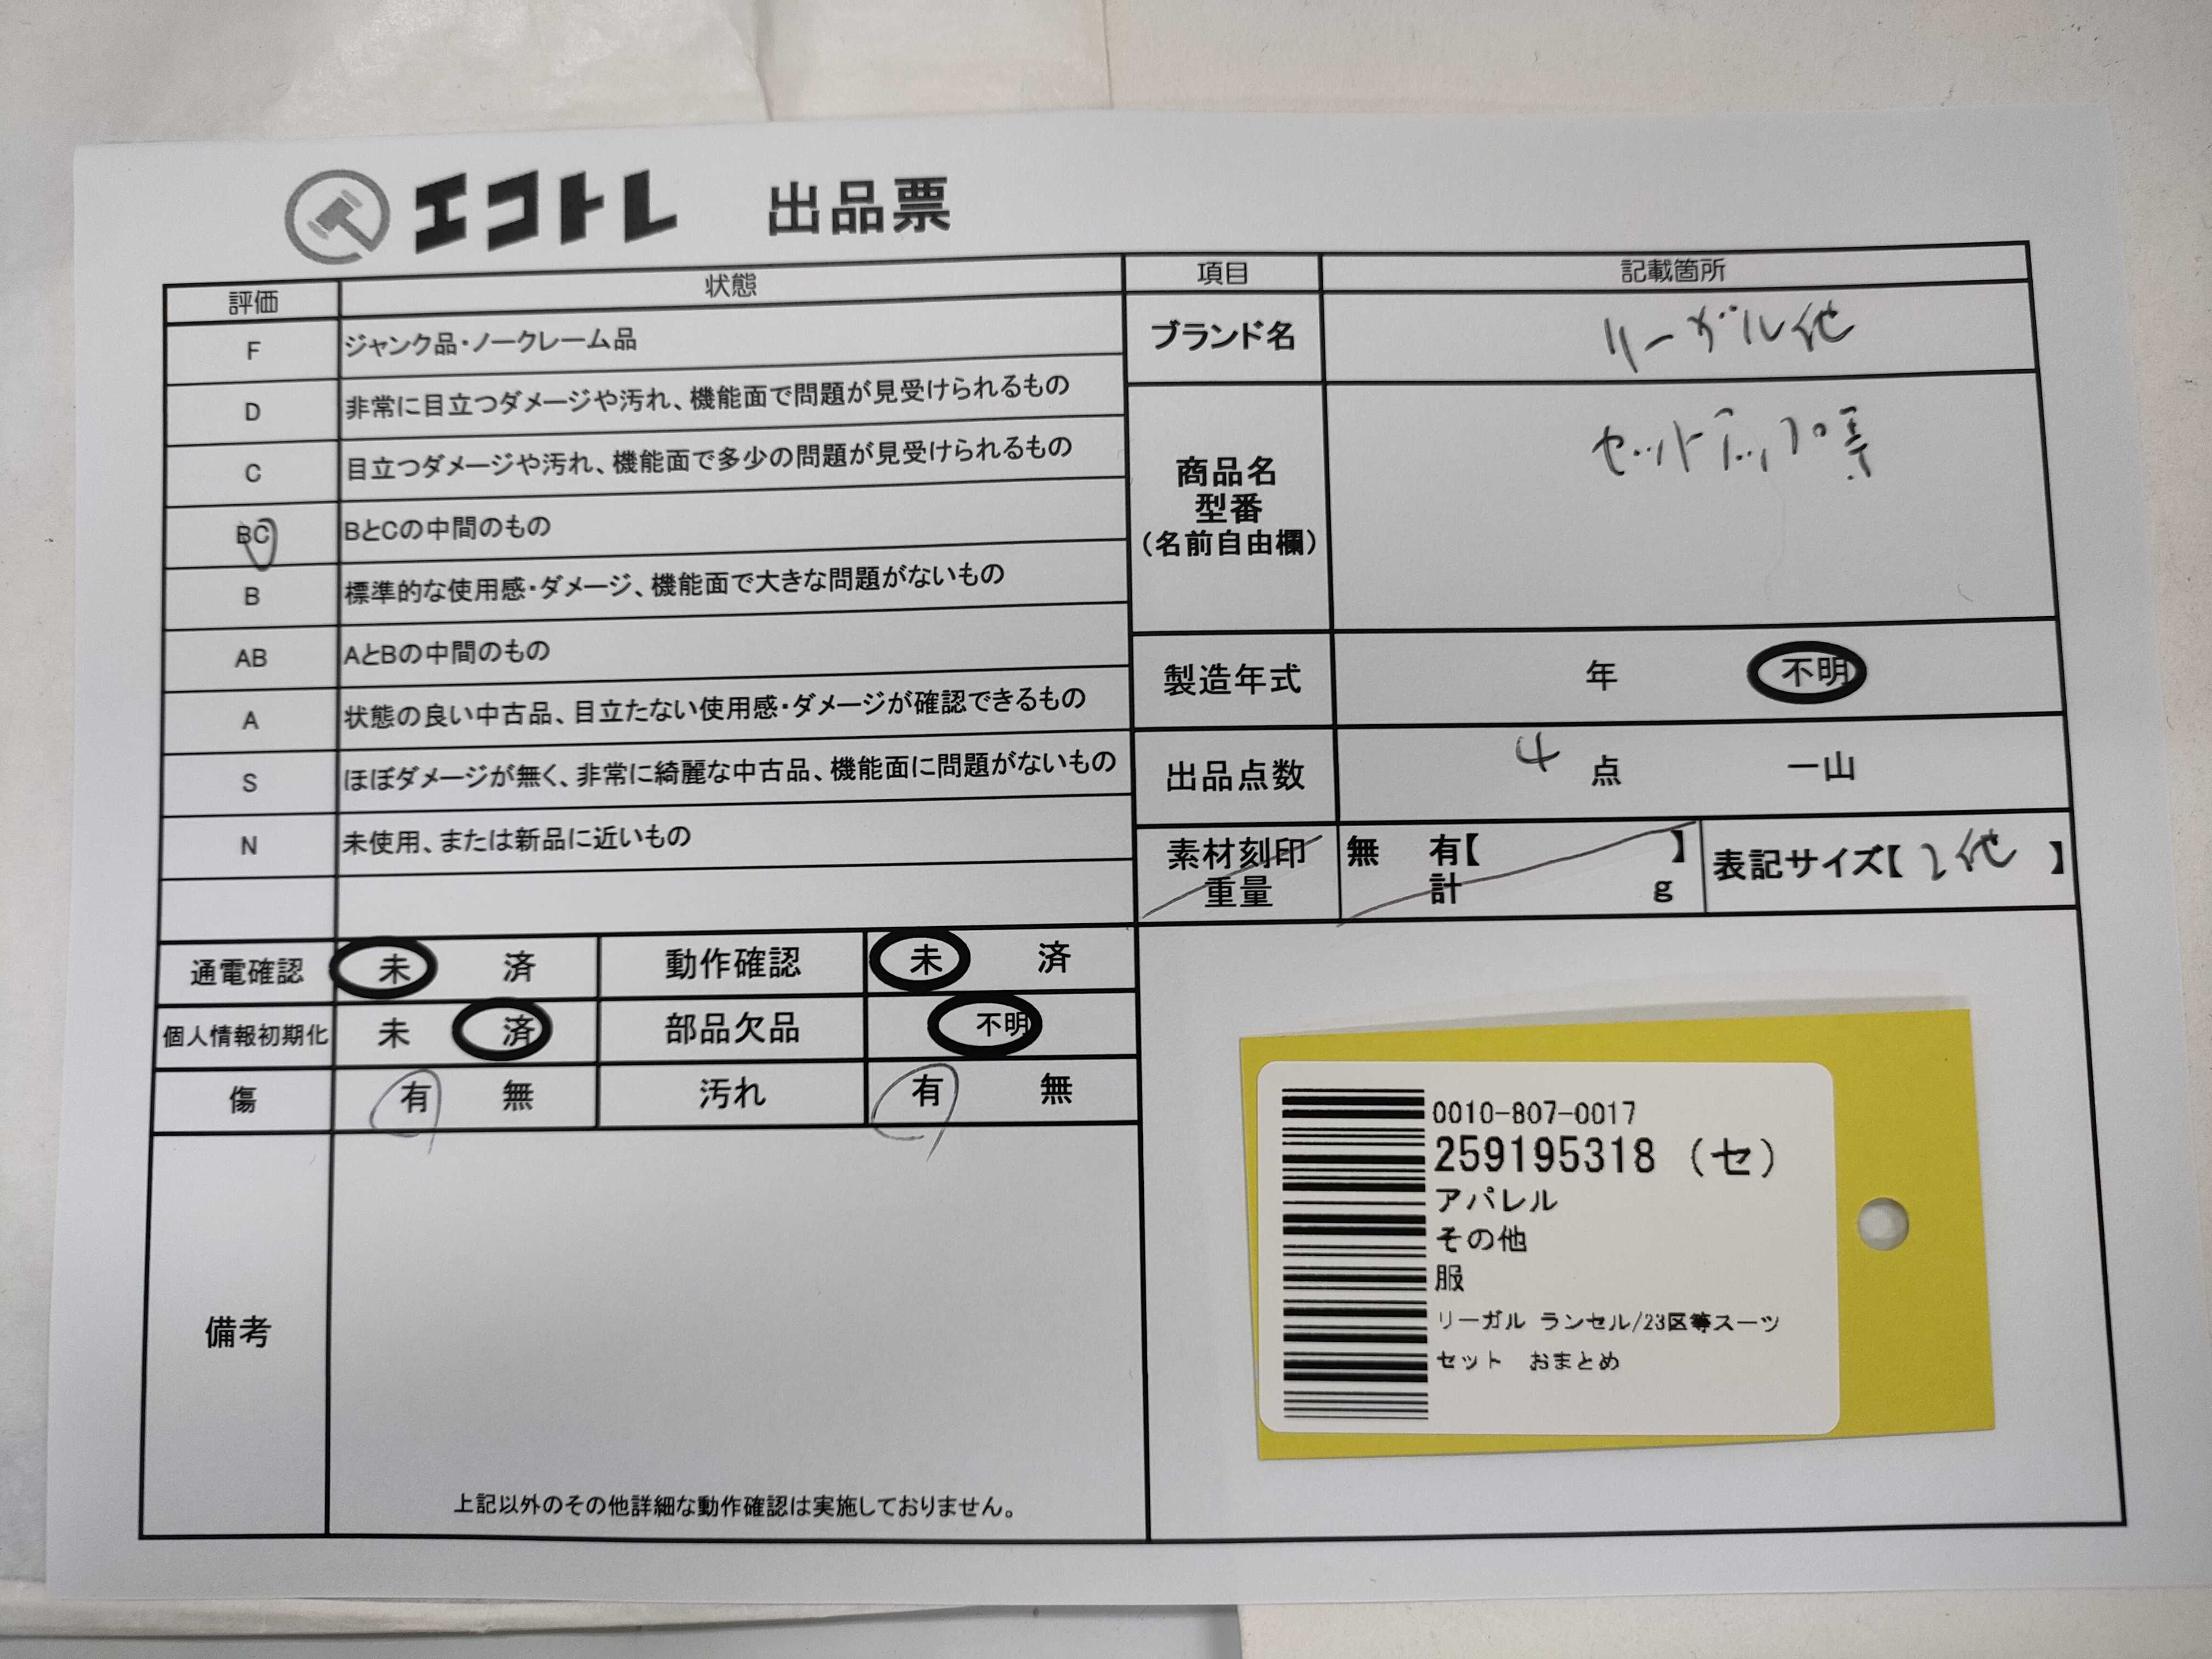 エコトレ 出品票
評価 状態
F ジャンク品・ノークレーム品
D 非常に目立つダメージや汚れ、機能面で問題が見受けられるもの
C 目立つダメージや汚れ、機能面で多少の問題が見受けられるもの
BC BとCの中間のもの
B 標準的な使用感・ダメージ、機能面で大きな問題がないもの
AB AとBの中間のもの
A 状態の良い中古品、目立たない使用感・ダメージが確認できるもの
S ほぼダメージが無く、非常に綺麗な中古品、機能面に問題がないもの
N 未使用、または新品に近いもの
通電確認 未 済 動作確認 未 済
個人情報初期化 未 済 部品欠品 不明
傷 有 無 汚れ 有 無
備考
上記以外のその他詳細な動作確認は実施しておりません。
項目 記載箇所
ブランド名 リーガル他
商品名
型番
(名前自由欄)
セットアップ等
製造年式 年 不明
出品点数 4 点 一山
素材刻印
重量
無 有【 】
計 g
表記サイズ【 2他 】
0010-807-0017
259195318 (セ)
アパレル
その他
服
リーガル ランセル/23区等スーツ
セット おまとめ